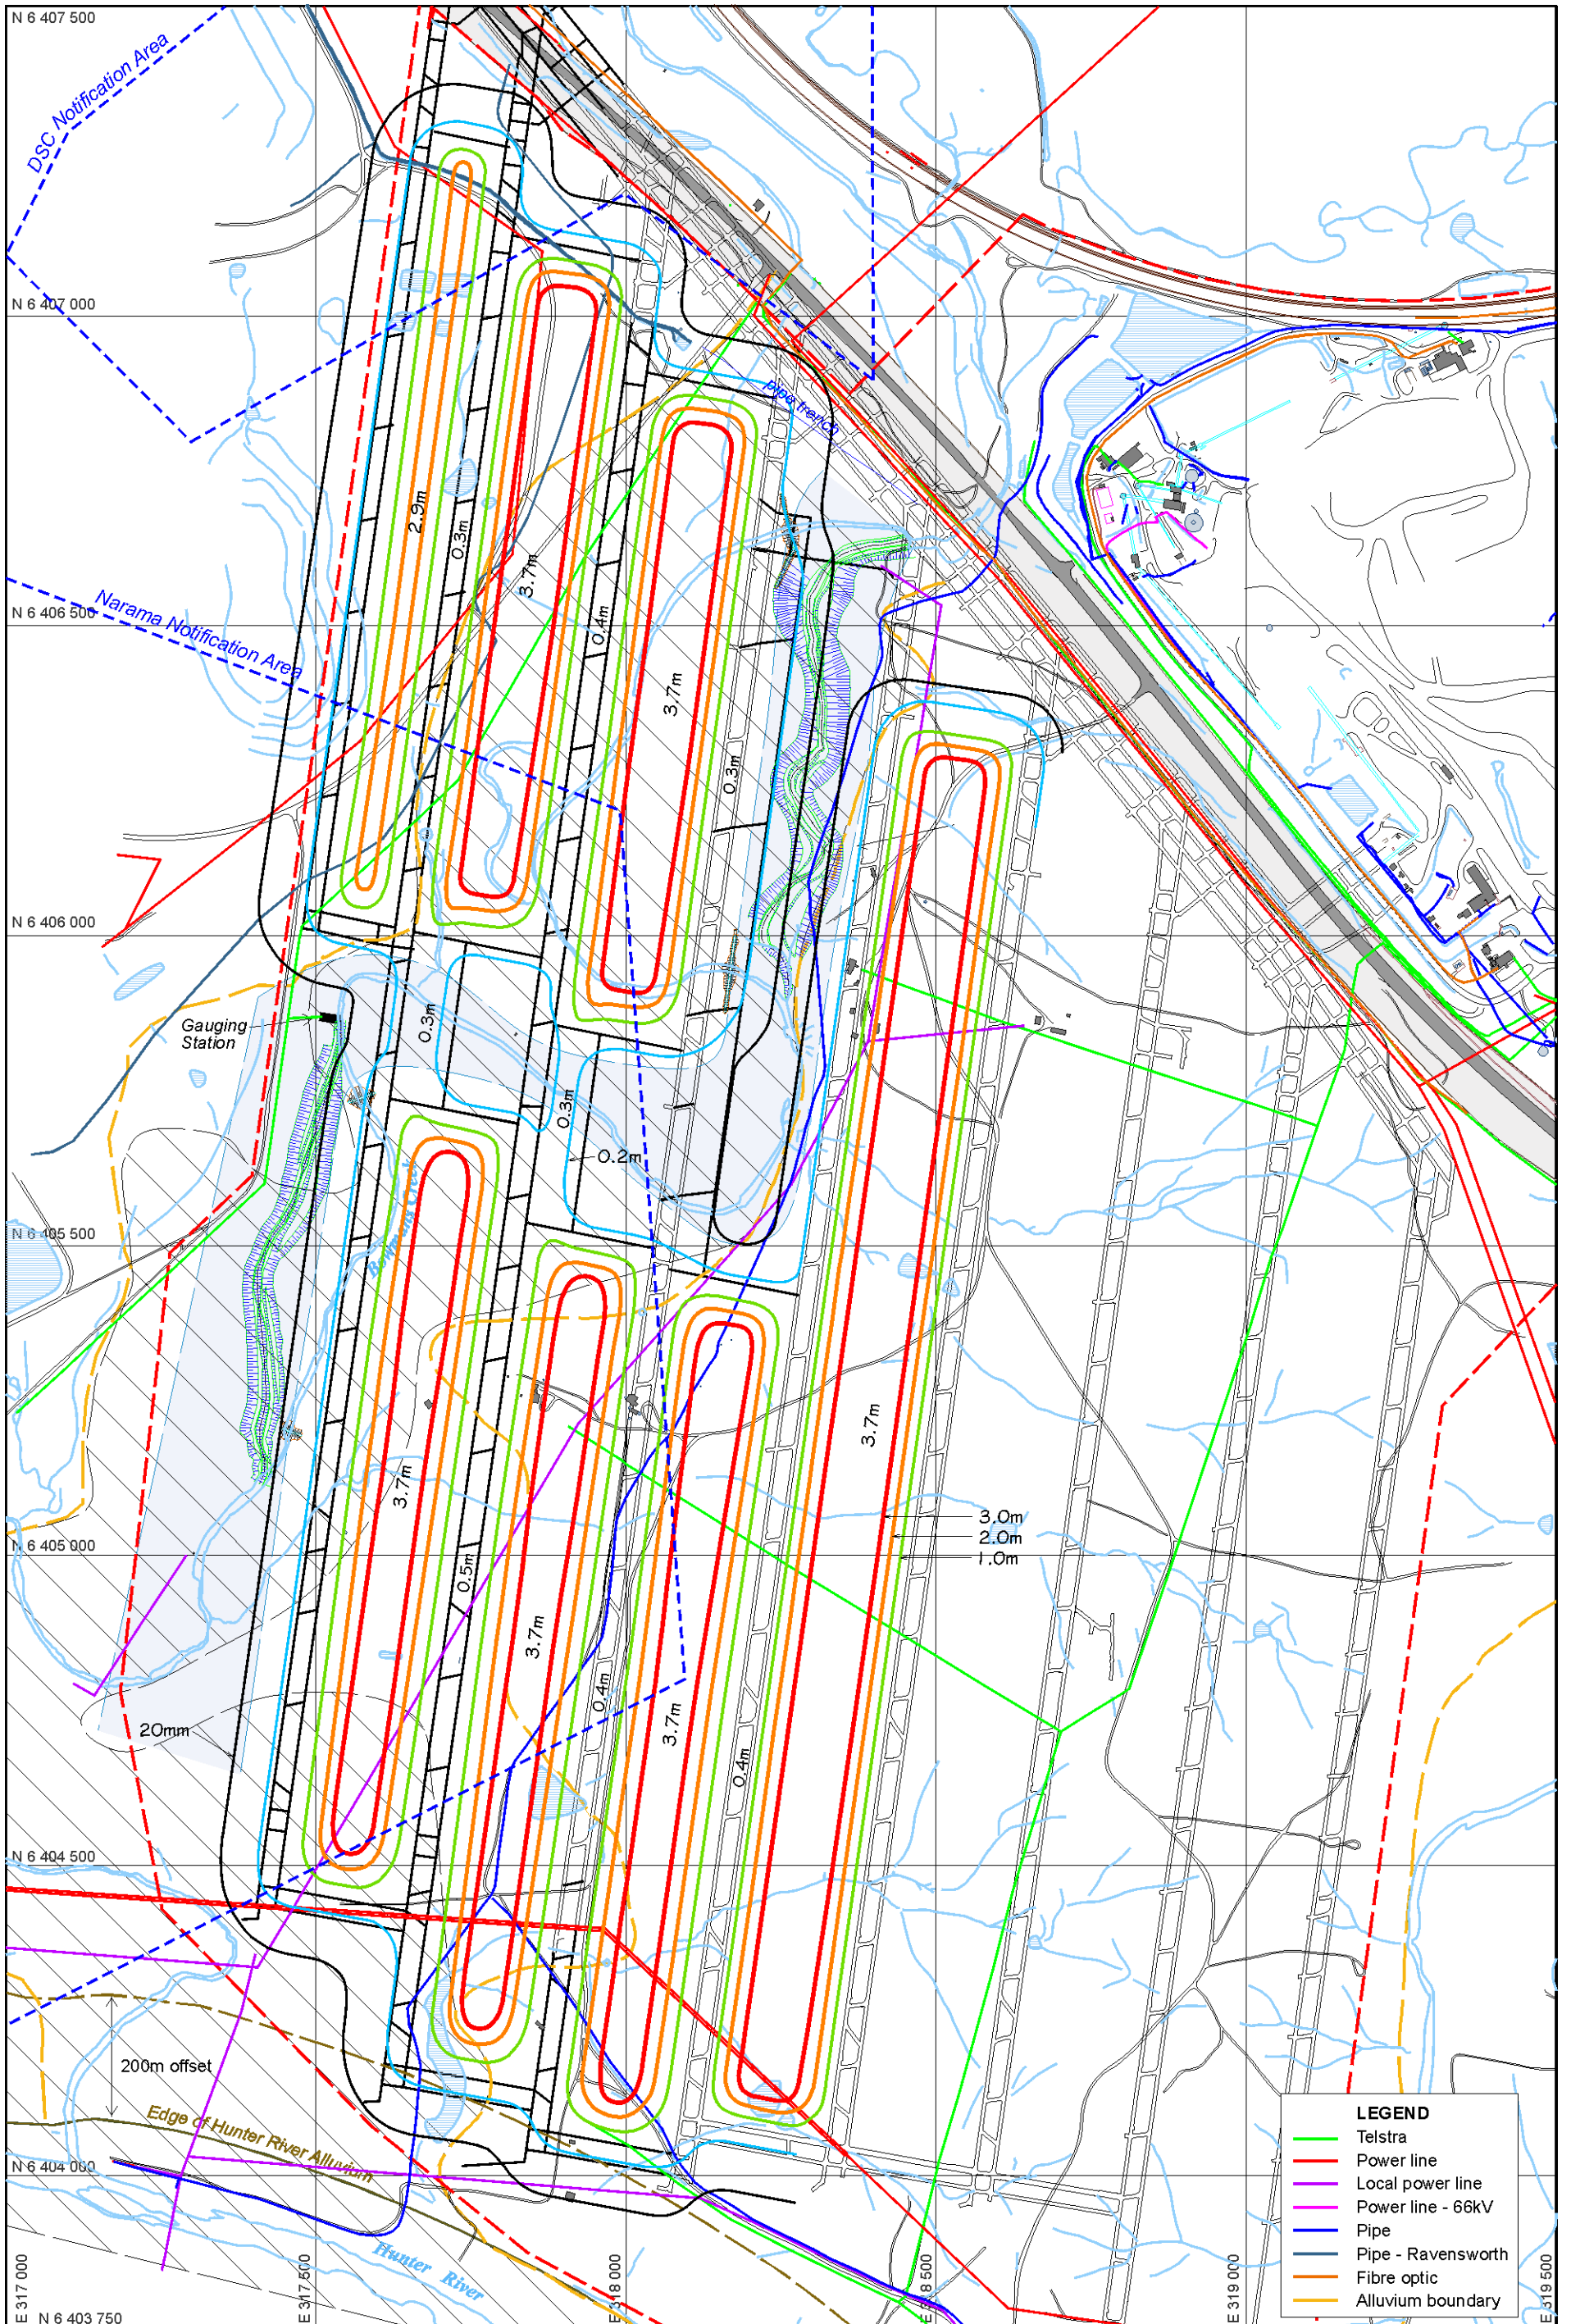 N 6 407 500
DSC Notification Area
N 6 407 000
pipe trench
2.9m
0.3m
3.7m
0.4m
N 6 406 500
Narama Notification Area
3.7m
0.3m
N 6 406 000
Gauging
Station
0.3m
0.3m
0.2m
N 6 405 500
Bowmans Creek
3.7m
3.7m
3.0m
2.0m
1.0m
N 6 405 000
0.5m
3.7m
0.4m
3.7m
0.4m
20mm
N 6 404 500
200m offset
Edge of Hunter River Alluvium
N 6 404 000
Hunter River
LEGEND
Telstra
Power line
Local power line
Power line - 66kV
Pipe
Pipe - Ravensworth
Fibre optic
Alluvium boundary
E 317 000
E 317 500
E 318 000
E 318 500
E 319 000
319 500
N 6 403 750